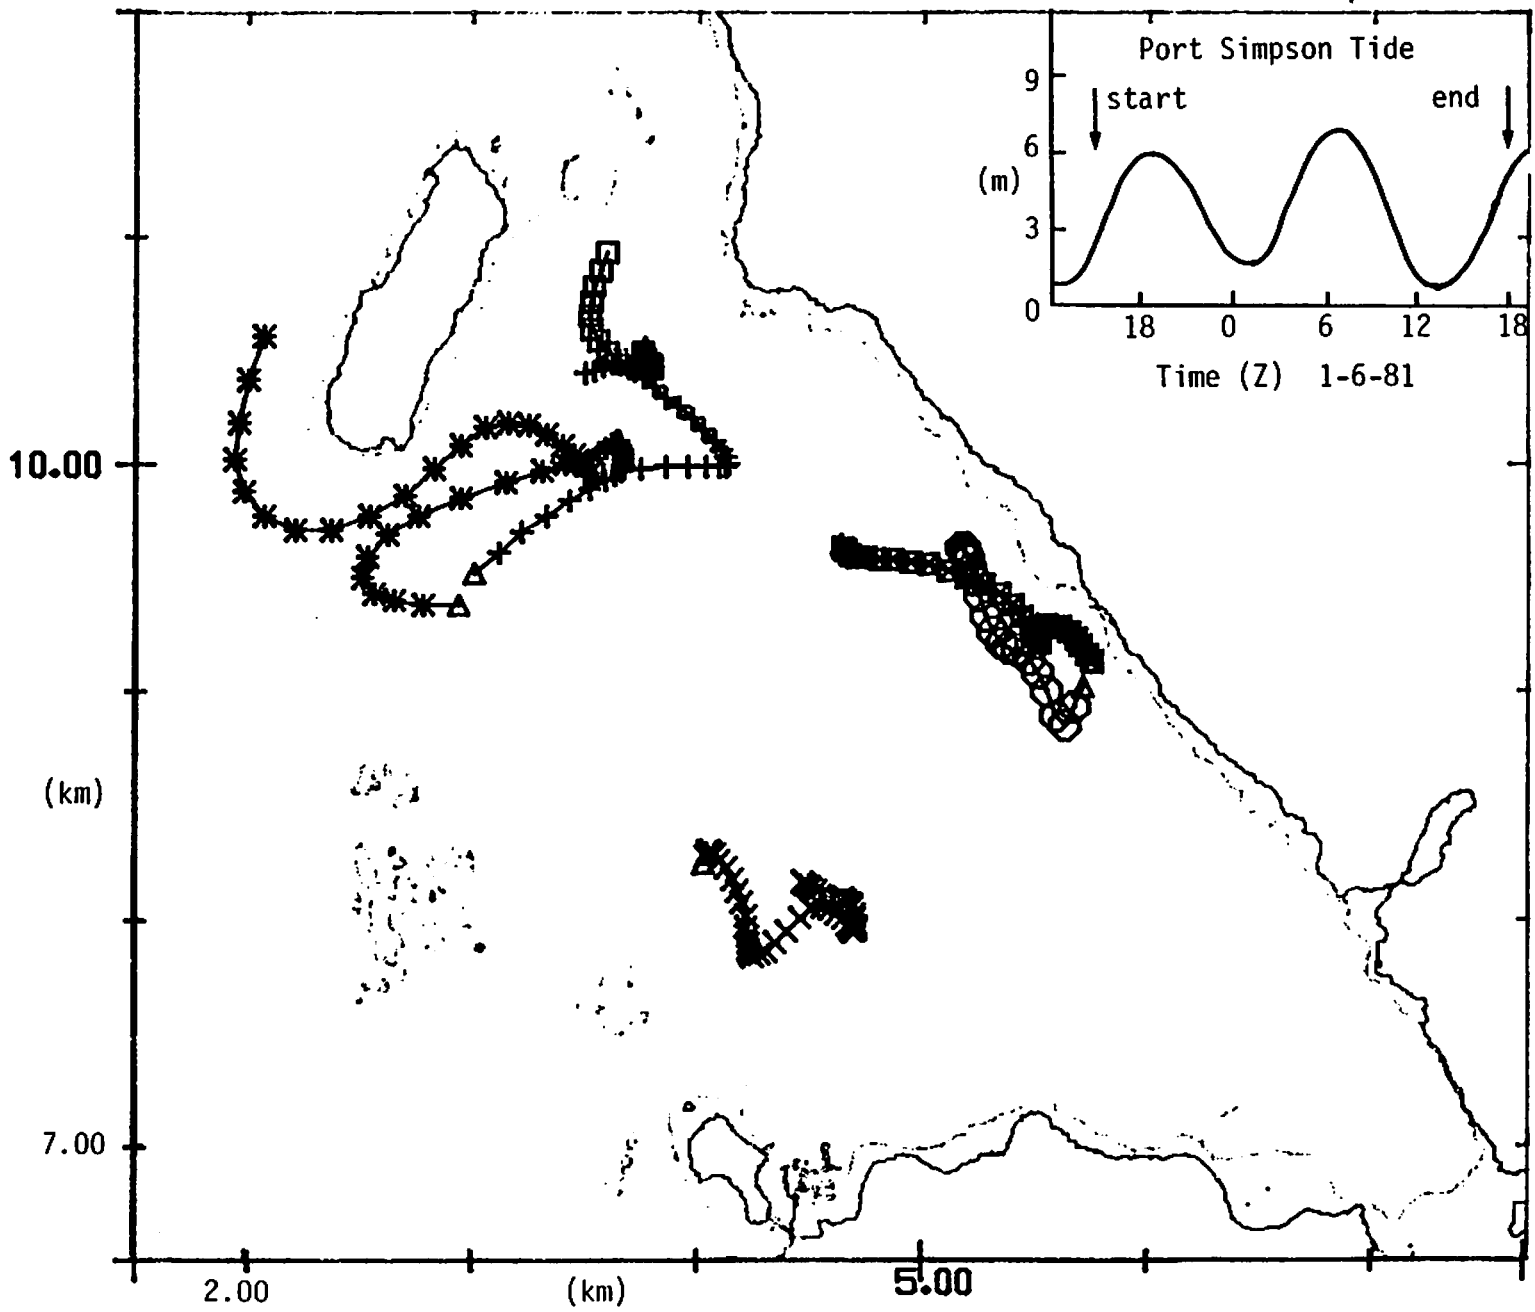 Port Simpson Tide
9
start
end
6
(m)
3
0
18 0 6 12 18
Time (Z) 1-6-81
10.00
(km)
7.00
2.00 (km) 5.00